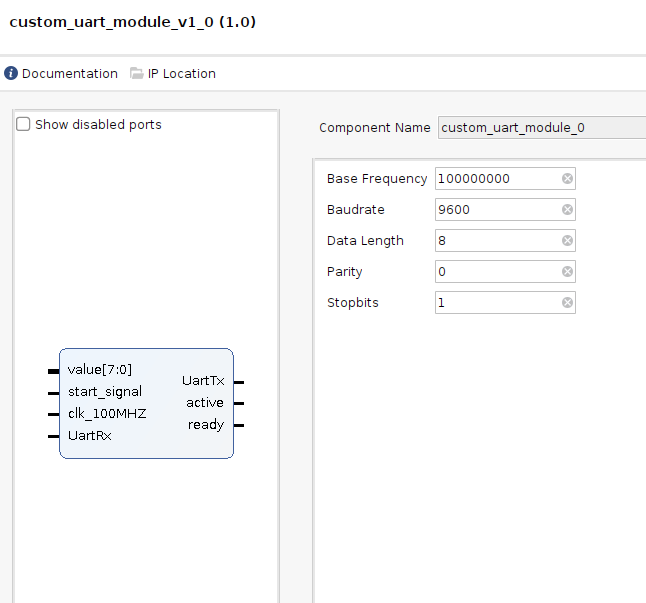 custom_uart_module_v1_0 (1.0)
Documentation IP Location
Show disabled ports
Component Name custom_uart_module_0
Base Frequency 100000000
Baudrate 9600
Data Length 8
Parity 0
Stopbits 1
value[7:0]
start_signal
clk_100MHZ
UartRx
UartTx
active
ready